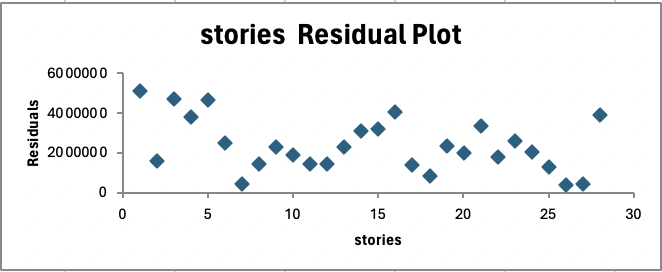 stories Residual Plot
6000000
4000000
2000000
0
Residuals
0 5 10 15 20 25 30
stories